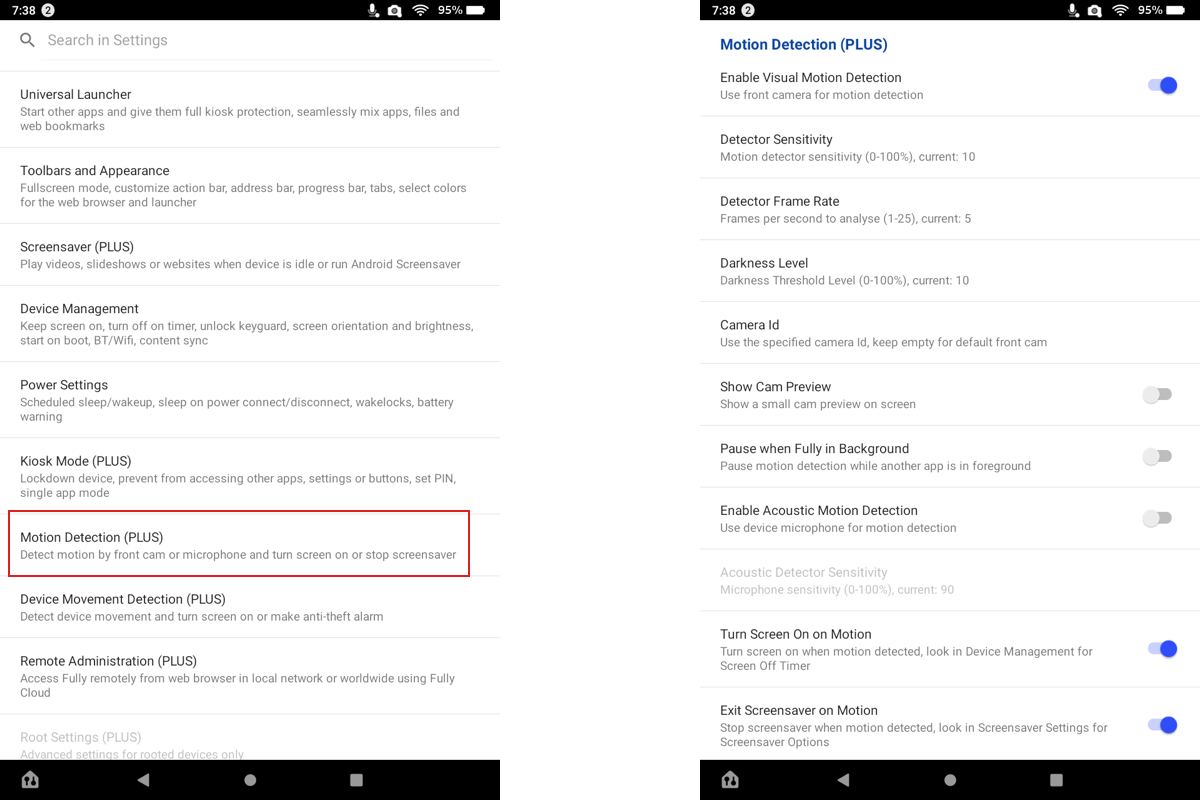 7:38 2 95%
Search in Settings
Universal Launcher
Start other apps and give them full kiosk protection, seamlessly mix apps, files and
web bookmarks
Toolbars and Appearance
Fullscreen mode, customize action bar, address bar, progress bar, tabs, select colors
for the web browser and launcher
Screensaver (PLUS)
Play videos, slideshows or websites when device is idle or run Android Screensaver
Device Management
Keep screen on, turn off on timer, unlock keyguard, screen orientation and brightness,
start on boot, BT/Wifi, content sync
Power Settings
Scheduled sleep/wakeup, sleep on power connect/disconnect, wakelocks, battery
warning
Kiosk Mode (PLUS)
Lockdown device, prevent from accessing other apps, settings or buttons, set PIN,
single app mode
Motion Detection (PLUS)
Detect motion by front cam or microphone and turn screen on or stop screensaver
Device Movement Detection (PLUS)
Detect device movement and turn screen on or make anti-theft alarm
Remote Administration (PLUS)
Access Fully remotely from web browser in local network or worldwide using Fully
Cloud
Root Settings (PLUS)
Advanced settings for rooted devices only
7:38 2 95%
Motion Detection (PLUS)
Enable Visual Motion Detection
Use front camera for motion detection
Detector Sensitivity
Motion detector sensitivity (0-100%), current: 10
Detector Frame Rate
Frames per second to analyse (1-25), current: 5
Darkness Level
Darkness Threshold Level (0-100%), current: 10
Camera Id
Use the specified camera Id, keep empty for default front cam
Show Cam Preview
Show a small cam preview on screen
Pause when Fully in Background
Pause motion detection while another app is in foreground
Enable Acoustic Motion Detection
Use device microphone for motion detection
Acoustic Detector Sensitivity
Microphone sensitivity (0-100%), current: 90
Turn Screen On on Motion
Turn screen on when motion detected, look in Device Management for
Screen Off Timer
Exit Screensaver on Motion
Stop screensaver when motion detected, look in Screensaver Settings for
Screensaver Options